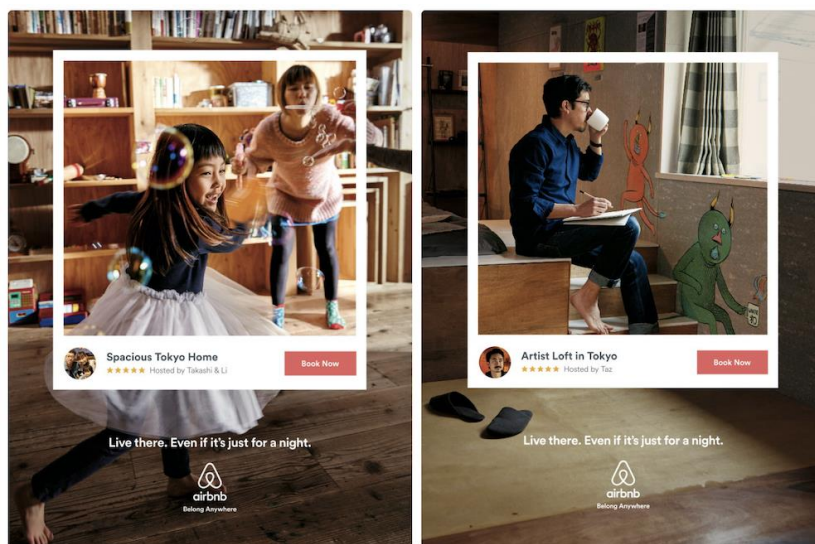 Spacious Tokyo Home
Hosted by Takashi & Li
Book Now
Live there. Even if it's just for a night.
airbnb
Belong Anywhere
Artist Loft in Tokyo
Hosted by Taz
Book Now
Live there. Even if it's just for a night.
airbnb
Belong Anywhere